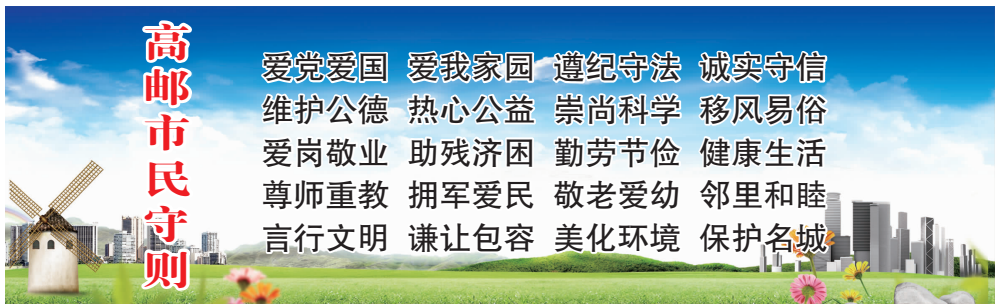 高邮市民守则
爱党爱国 爱我家园 遵纪守法 诚实守信
维护公德 热心公益 崇尚科学 移风易俗
爱岗敬业 助残济困 勤劳节俭 健康生活
尊师重教 拥军爱民 敬老爱幼 邻里和睦
言行文明 谦让包容 美化环境 保护名城